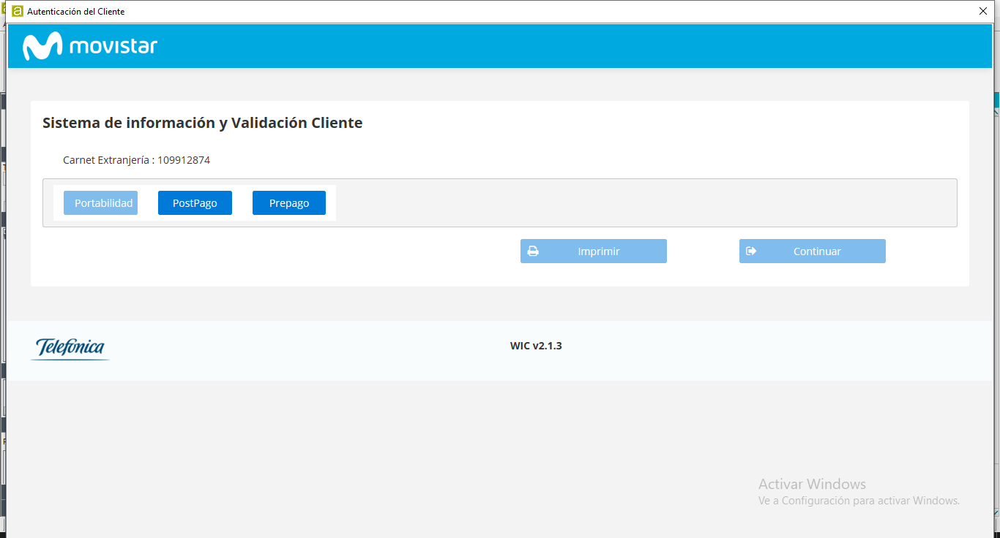 Autenticación del Cliente
movistar
Sistema de información y Validación Cliente
Carnet Extranjería : 109912874
Portabilidad PostPago Prepago
Imprimir Continuar
Telefónica
WIC v2.1.3
Activar Windows
Ve a Configuración para activar Windows.